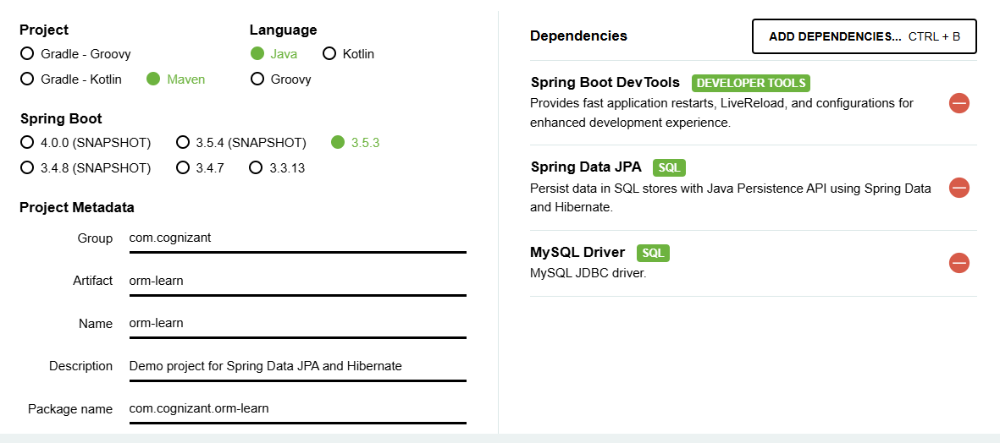 Project
Gradle - Groovy
Gradle - Kotlin Maven
Language
Java Kotlin
Groovy
Spring Boot
4.0.0 (SNAPSHOT) 3.5.4 (SNAPSHOT) 3.5.3
3.4.8 (SNAPSHOT) 3.4.7 3.3.13
Project Metadata
Group com.cognizant
Artifact orm-learn
Name orm-learn
Description Demo project for Spring Data JPA and Hibernate
Package name com.cognizant.orm-learn
Dependencies ADD DEPENDENCIES... CTRL + B
Spring Boot DevTools DEVELOPER TOOLS
Provides fast application restarts, LiveReload, and configurations for
enhanced development experience.
Spring Data JPA SQL
Persist data in SQL stores with Java Persistence API using Spring Data
and Hibernate.
MySQL Driver SQL
MySQL JDBC driver.